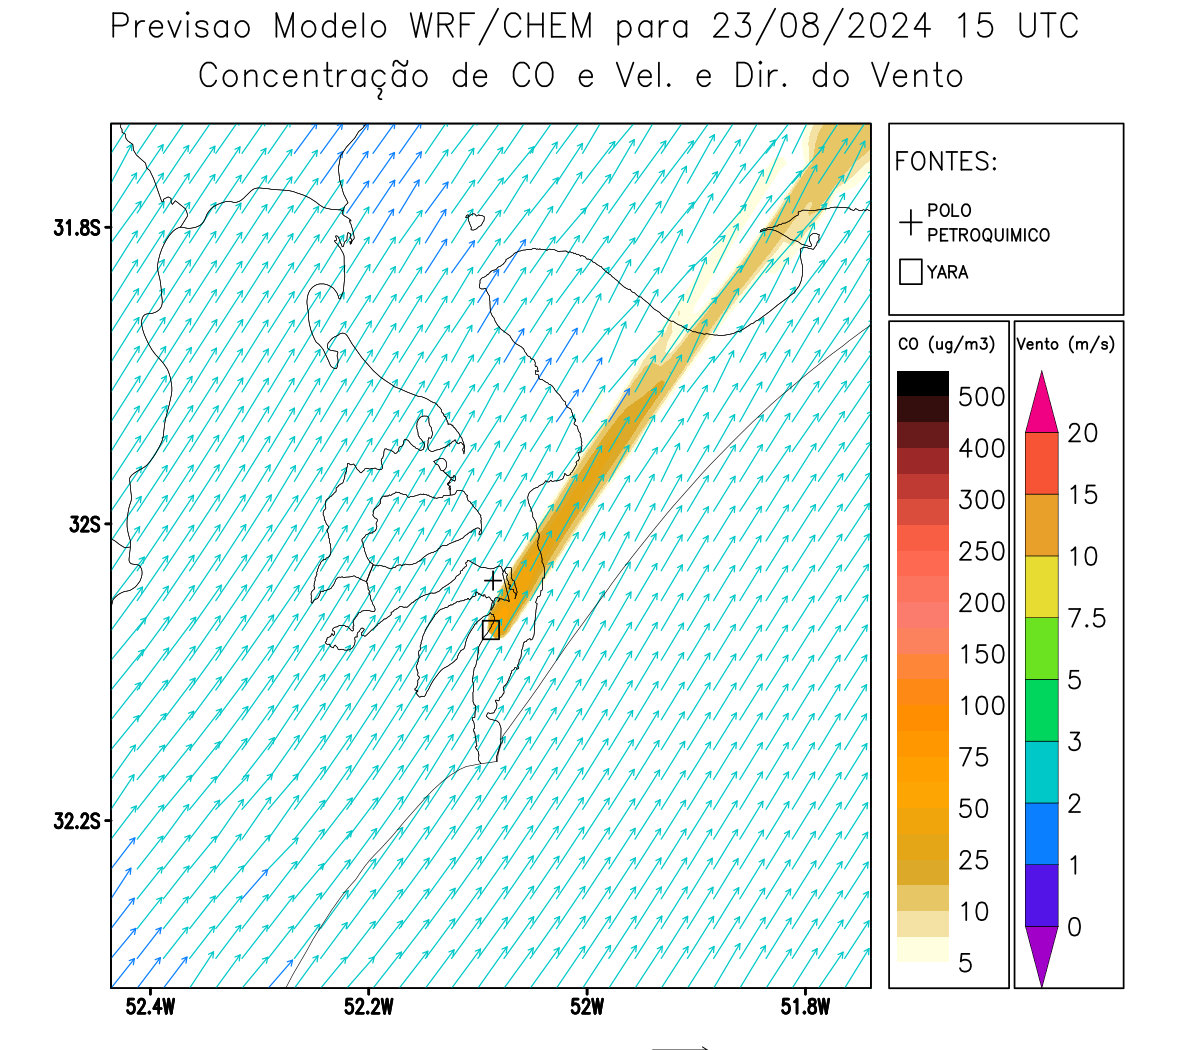 Previsao Modelo WRF/CHEM para 23/08/2024 15 UTC
Concentração de CO e Vel. e Dir. do Vento
FONTES:
POLO
PETROQUIMICO
YARA
CO (ug/m3)
500
400
300
250
200
150
100
75
50
25
10
5
Vento (m/s)
20
15
10
7.5
5
3
2
1
0
31.8S
32S
32.2S
52.4W
52.2W
52W
51.8W